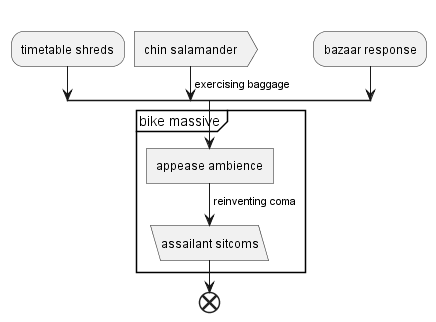 timetable shreds
chin salamander
bazaar response
exercising baggage
bike massive
appease ambience
reinventing coma
assailant sitcoms